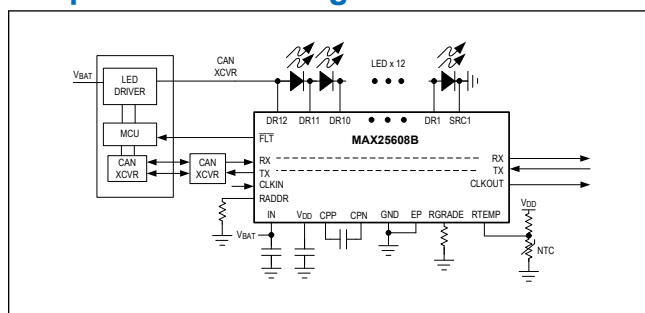 CAN
XCVR
LED x 12
VBAT
LED
DRIVER
DR12 DR11 DR10 DR1 SRC1
MAX25608B
MCU
FLT
RX RX
TX TX
CAN
XCVR
CAN
XCVR
CLKIN CLKOUT
RADDR
IN VDD CPP CPN GND EP RGRADE RTEMP
VDD
VBAT
NTC